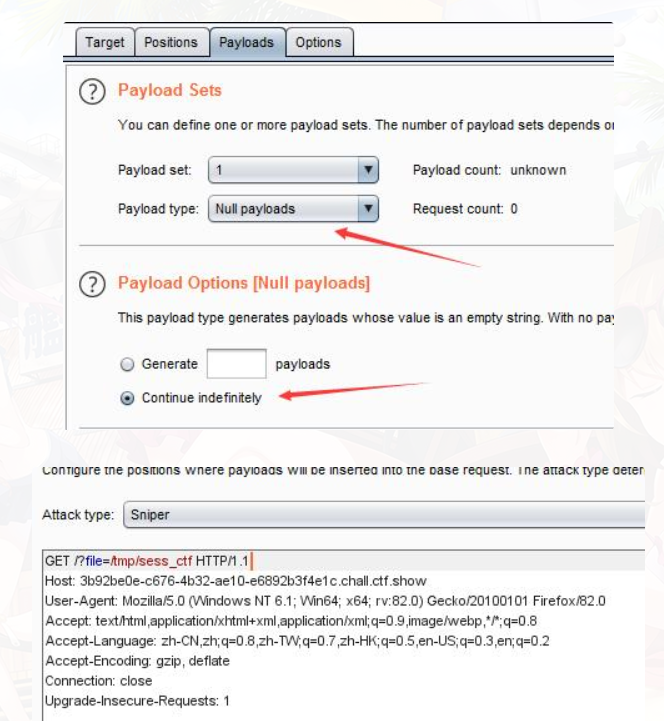 Target Positions Payloads Options
? Payload Sets
You can define one or more payload sets. The number of payload sets depends o
Payload set: 1 Payload count: unknown
Payload type: Null payloads Request count: 0
? Payload Options [Null payloads]
This payload type generates payloads whose value is an empty string. With no pay
Generate payloads
Continue indefinitely
Configure the positions where payloads will be inserted into the base request. The attack type deter
Attack type: Sniper
GET /?file=/tmp/sess_ctf HTTP/1.1
Host: 3b92be0e-c676-4b32-ae10-e6892b3f4e1c.chall.ctf.show
User-Agent: Mozilla/5.0 (Windows NT 6.1; Win64; x64; rv:82.0) Gecko/20100101 Firefox/82.0
Accept: text/html,application/xhtml+xml,application/xml;q=0.9,image/webp,*/*;q=0.8
Accept-Language: zh-CN,zh;q=0.8,zh-TW;q=0.7,zh-HK;q=0.5,en-US;q=0.3,en;q=0.2
Accept-Encoding: gzip, deflate
Connection: close
Upgrade-Insecure-Requests: 1